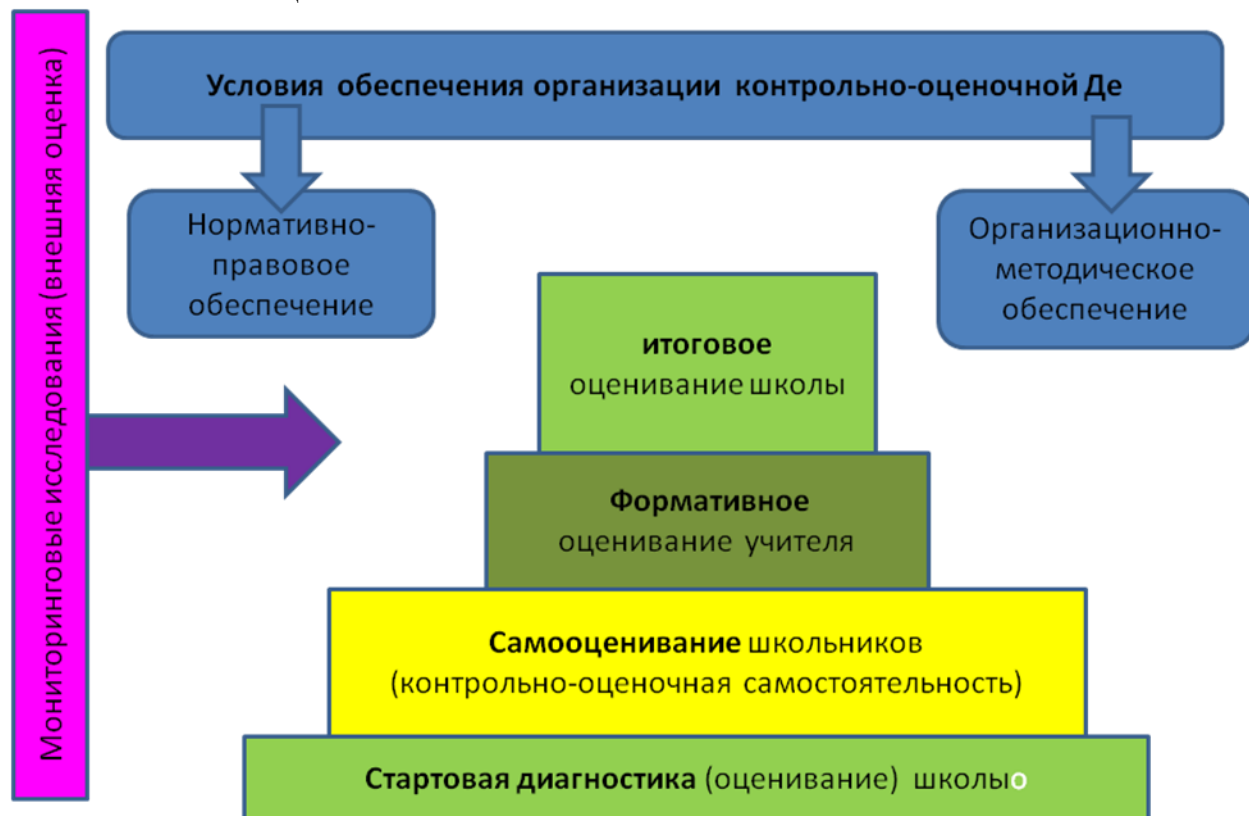 Мониторинговые исследования (внешняя оценка)
Условия обеспечения организации контрольно-оценочной Де
Нормативно-
правовое
обеспечение
Организационно-
методическое
обеспечение
итоговое
оценивание школы
Формативное
оценивание учителя
Самооценивание школьников
(контрольно-оценочная самостоятельность)
Стартовая диагностика (оценивание) школыо